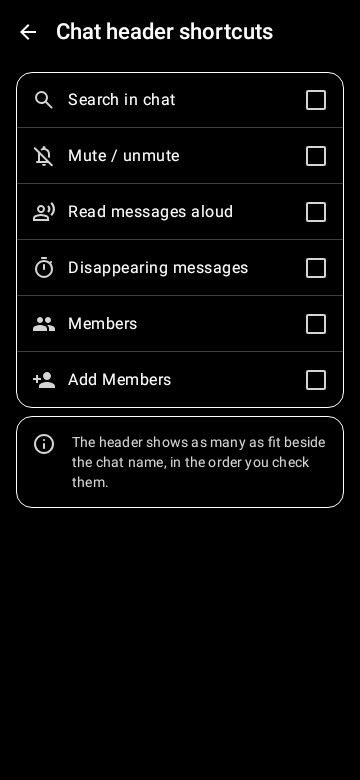 Chat header shortcuts
Search in chat
Mute / unmute
Read messages aloud
Disappearing messages
Members
Add Members
The header shows as many as fit beside
the chat name, in the order you check
them.